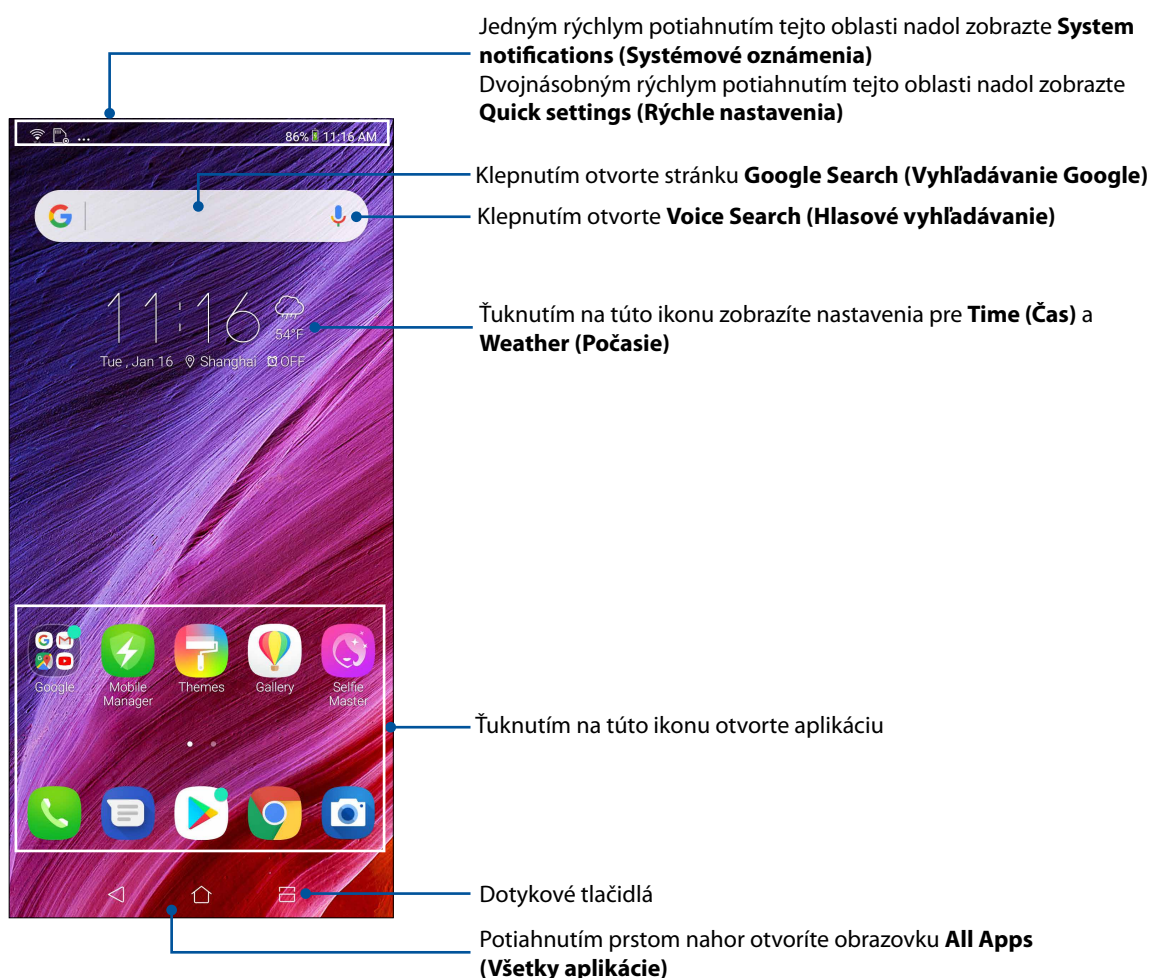 Jedným rýchlym potiahnutím tejto oblasti nadol zobrazte System
notifications (Systémové oznámenia)
Dvojnásobným rýchlym potiahnutím tejto oblasti nadol zobrazte
Quick settings (Rýchle nastavenia)
... 86% 11:16 AM
Klepnutím otvorte stránku Google Search (Vyhľadávanie Google)
G
Klepnutím otvorte Voice Search (Hlasové vyhľadávanie)
11:16
54°F
Tue , Jan 16 Shanghai OFF
Ťuknutím na túto ikonu zobrazíte nastavenia pre Time (Čas) a
Weather (Počasie)
Google
Mobile
Manager
Themes
Gallery
Selfie
Master
Ťuknutím na túto ikonu otvorte aplikáciu
Dotykové tlačidlá
Potiahnutím prstom nahor otvoríte obrazovku All Apps
(Všetky aplikácie)